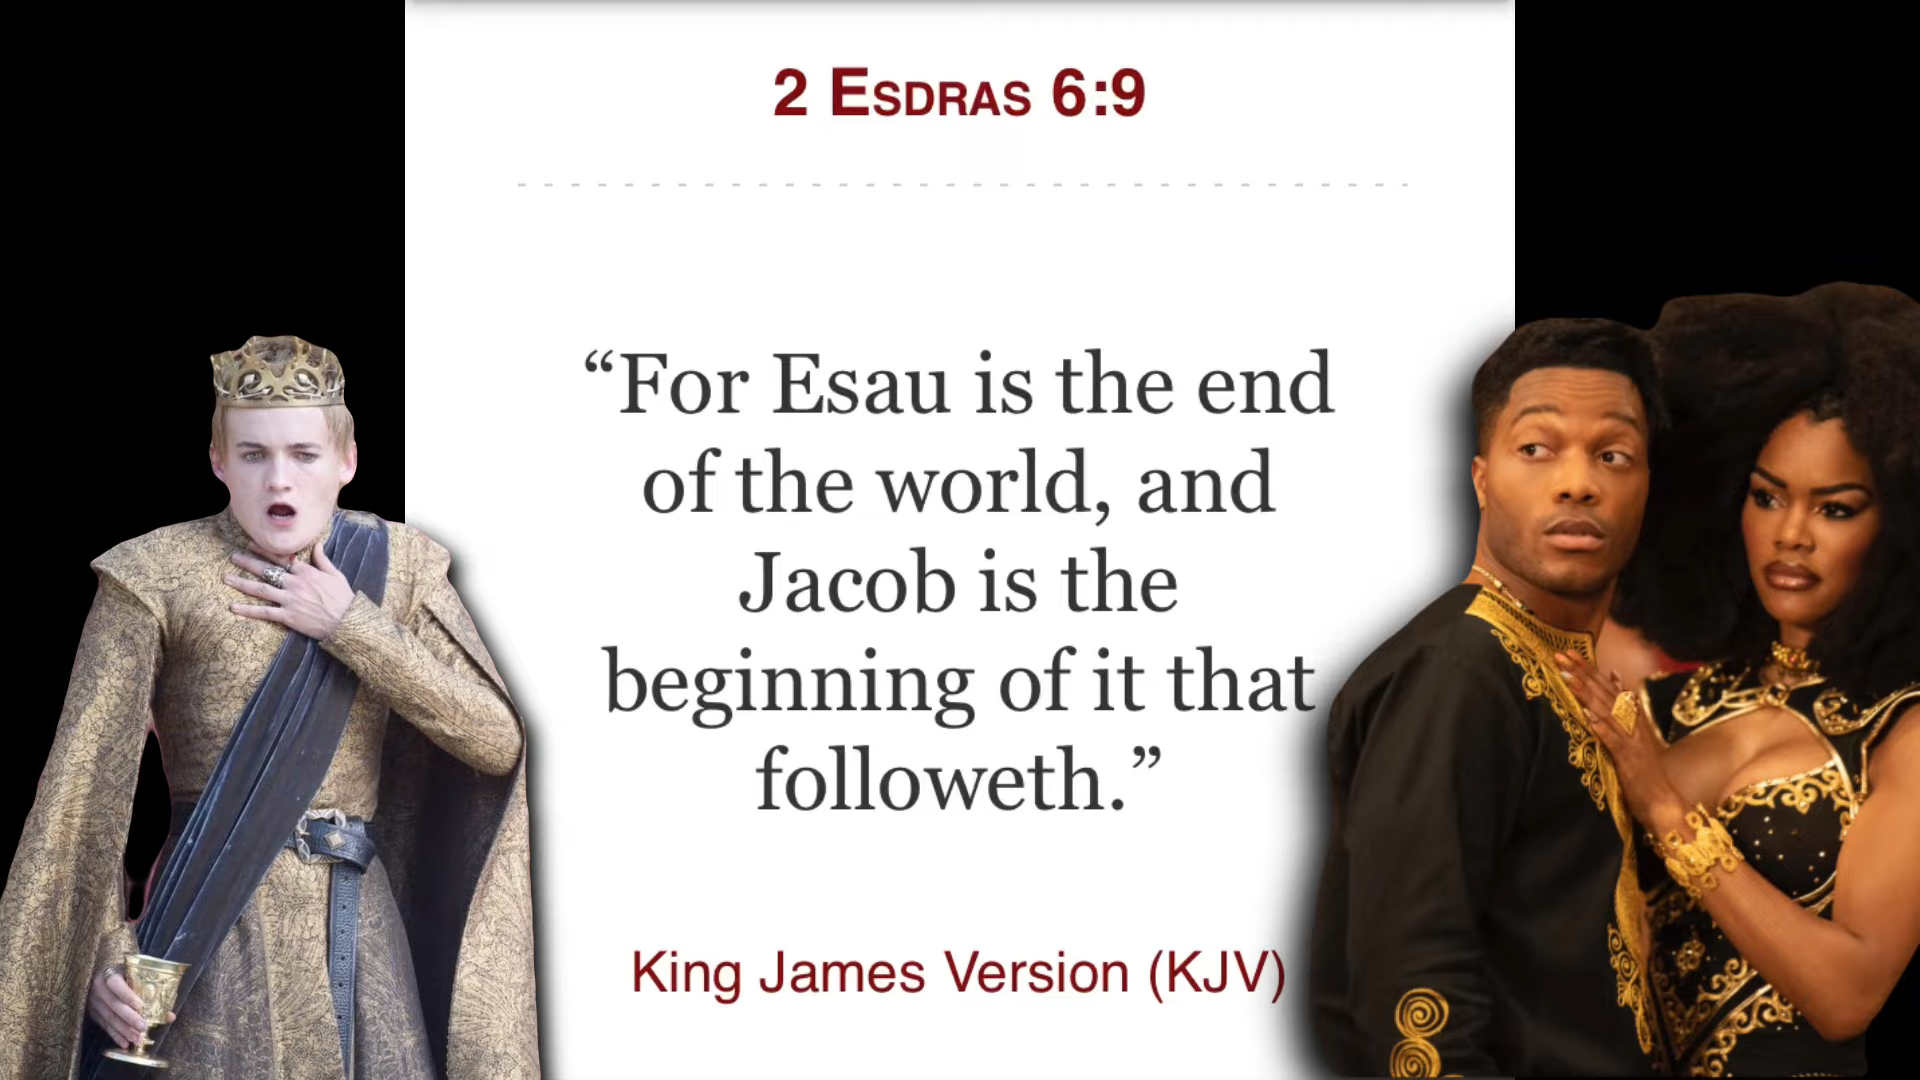 2 Esdras 6:9
“For Esau is the end
of the world, and
Jacob is the
beginning of it that
followeth.”
King James Version (KJV)